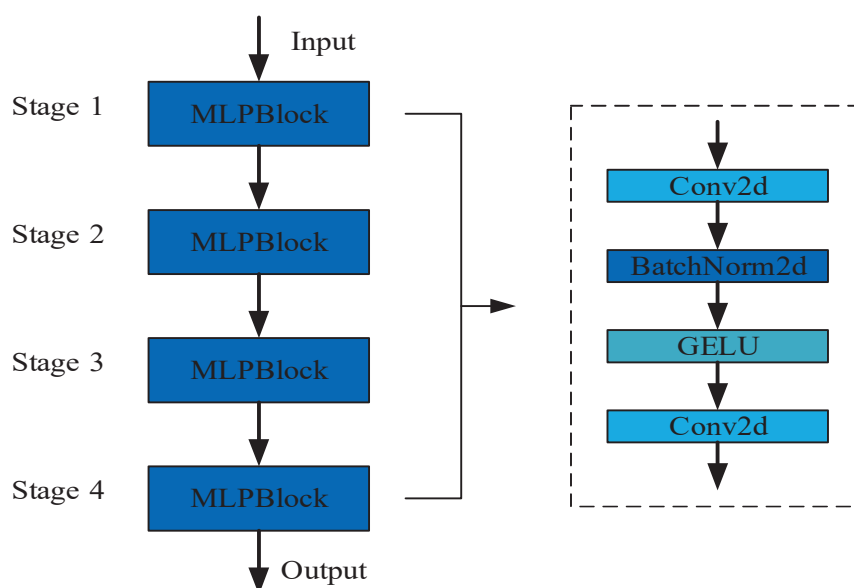 Input
Stage 1
MLPBlock
Stage 2
MLPBlock
Stage 3
MLPBlock
Stage 4
MLPBlock
Output
Conv2d
BatchNorm2d
GELU
Conv2d